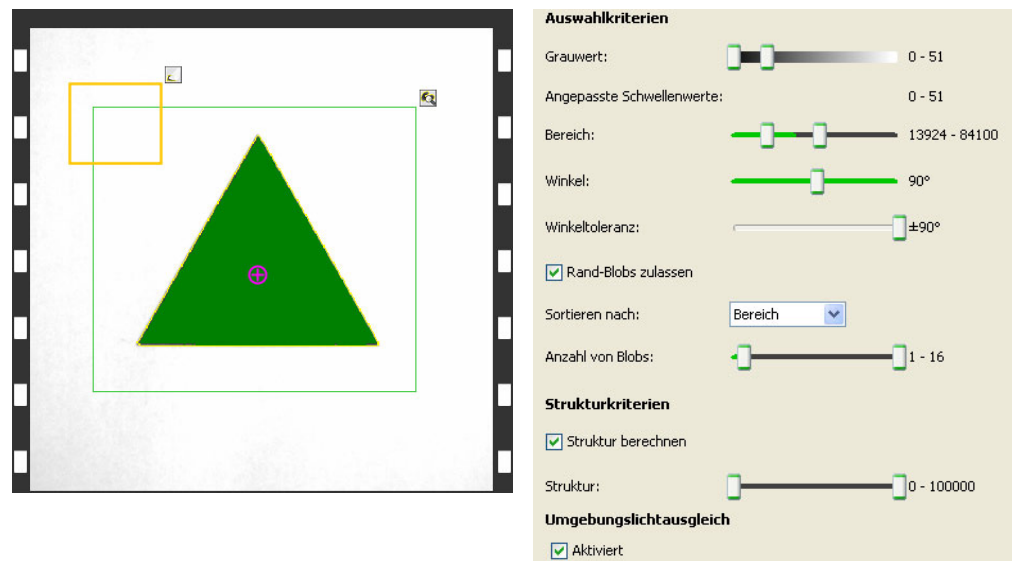 Auswahlkriterien
Grauwert: 0 - 51
Angepasste Schwellenwerte: 0 - 51
Bereich: 13924 - 84100
Winkel: 90°
Winkeltoleranz: ±90°
Rand-Blobs zulassen
Sortieren nach: Bereich
Anzahl von Blobs: 1 - 16
Strukturkriterien
Struktur berechnen
Struktur: 0 - 100000
Umgebungslichtausgleich
Aktiviert